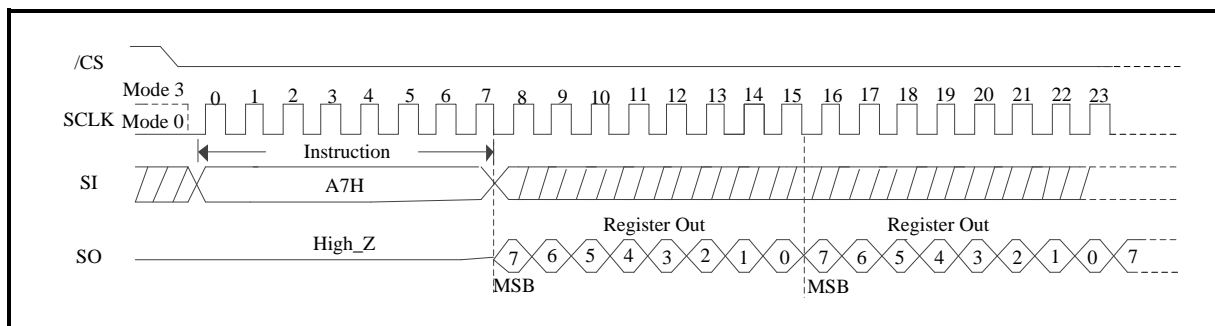 /CS
Mode 3
0 1 2 3 4 5 6 7 8 9 10 11 12 13 14 15 16 17 18 19 20 21 22 23
SCLK Mode 0
Instruction
SI
A7H
Register Out Register Out
High_Z
SO
7 6 5 4 3 2 1 0 7 6 5 4 3 2 1 0 7
MSB MSB